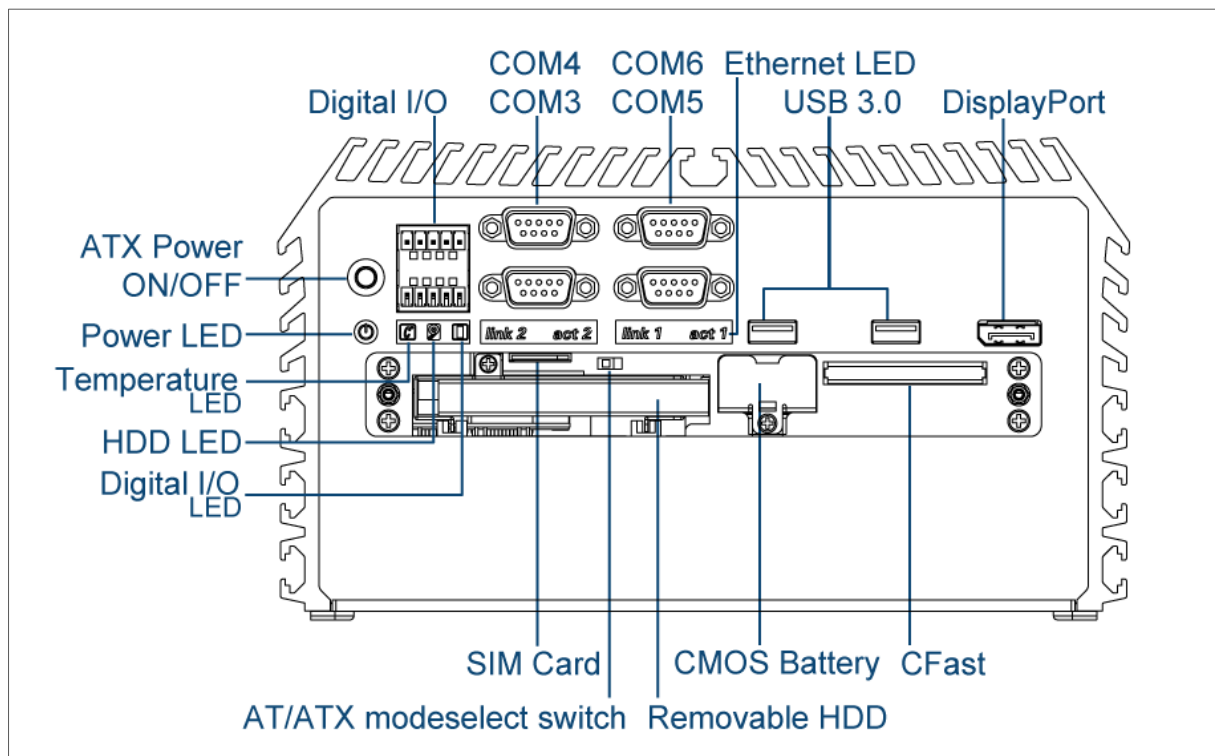 COM4 COM6 Ethernet LED
Digital I/O COM3 COM5 USB 3.0 DisplayPort
ATX Power
ON/OFF
Power LED
link 2 act 2 link 1 act 1
Temperature
LED
HDD LED
Digital I/O
LED
SIM Card CMOS Battery CFast
AT/ATX modeselect switch Removable HDD